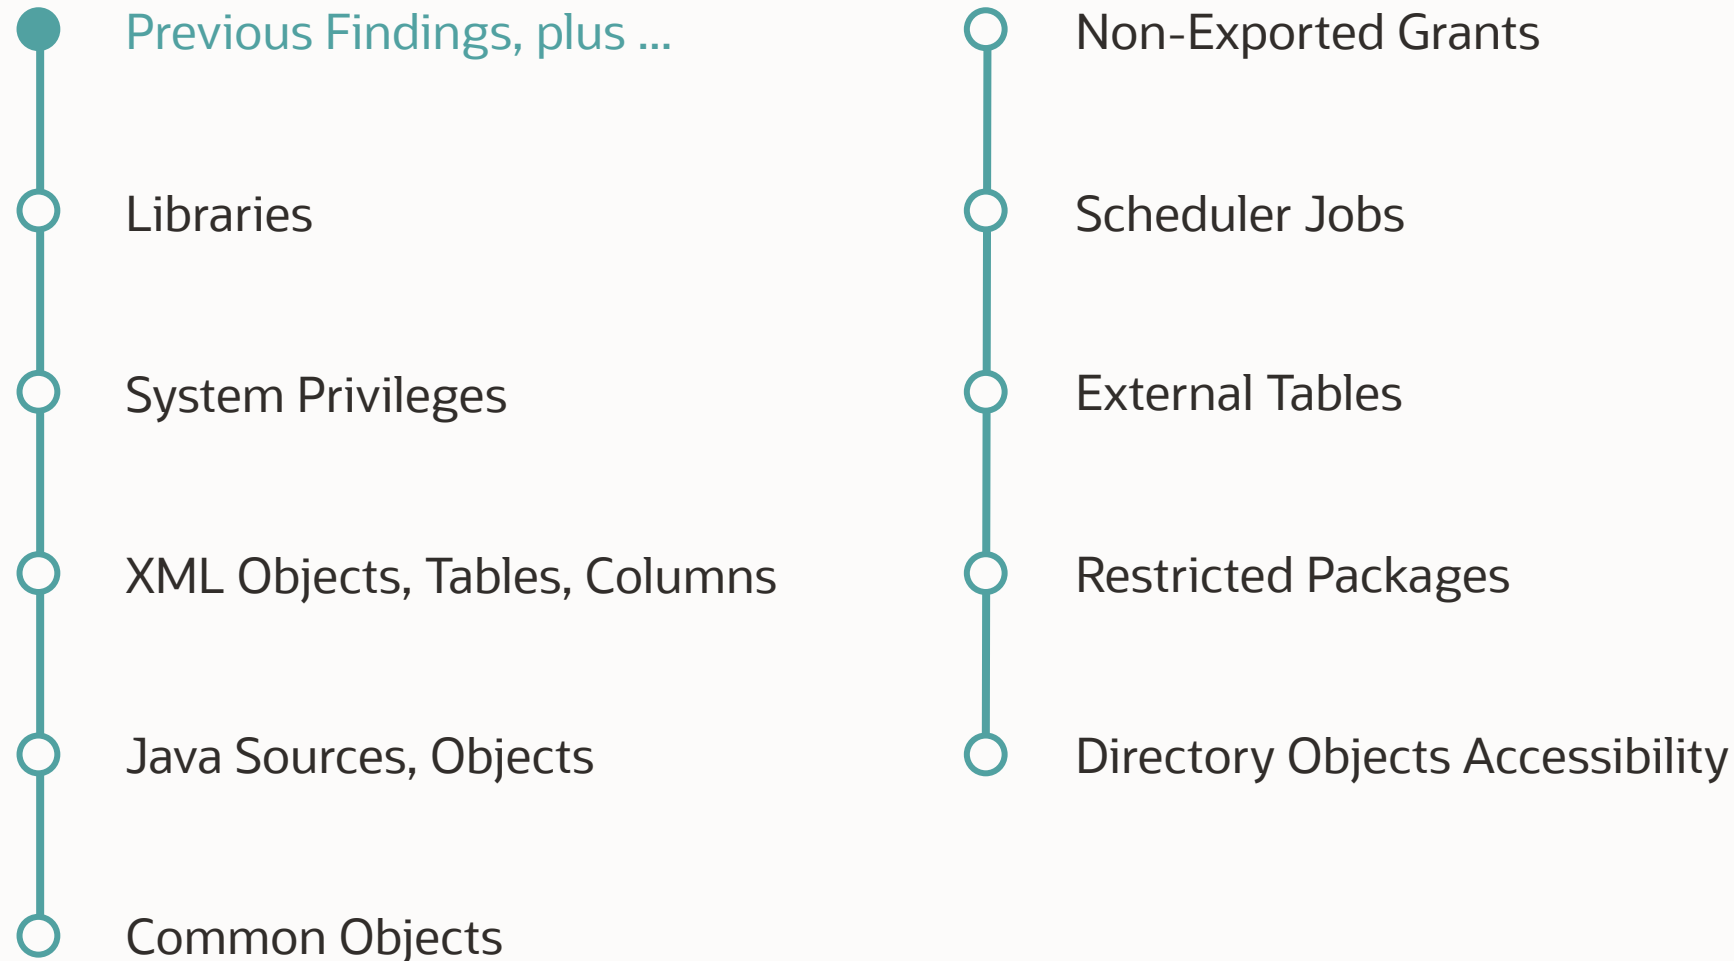 Previous Findings, plus ...
Libraries
System Privileges
XML Objects, Tables, Columns
Java Sources, Objects
Common Objects
Non-Exported Grants
Scheduler Jobs
External Tables
Restricted Packages
Directory Objects Accessibility